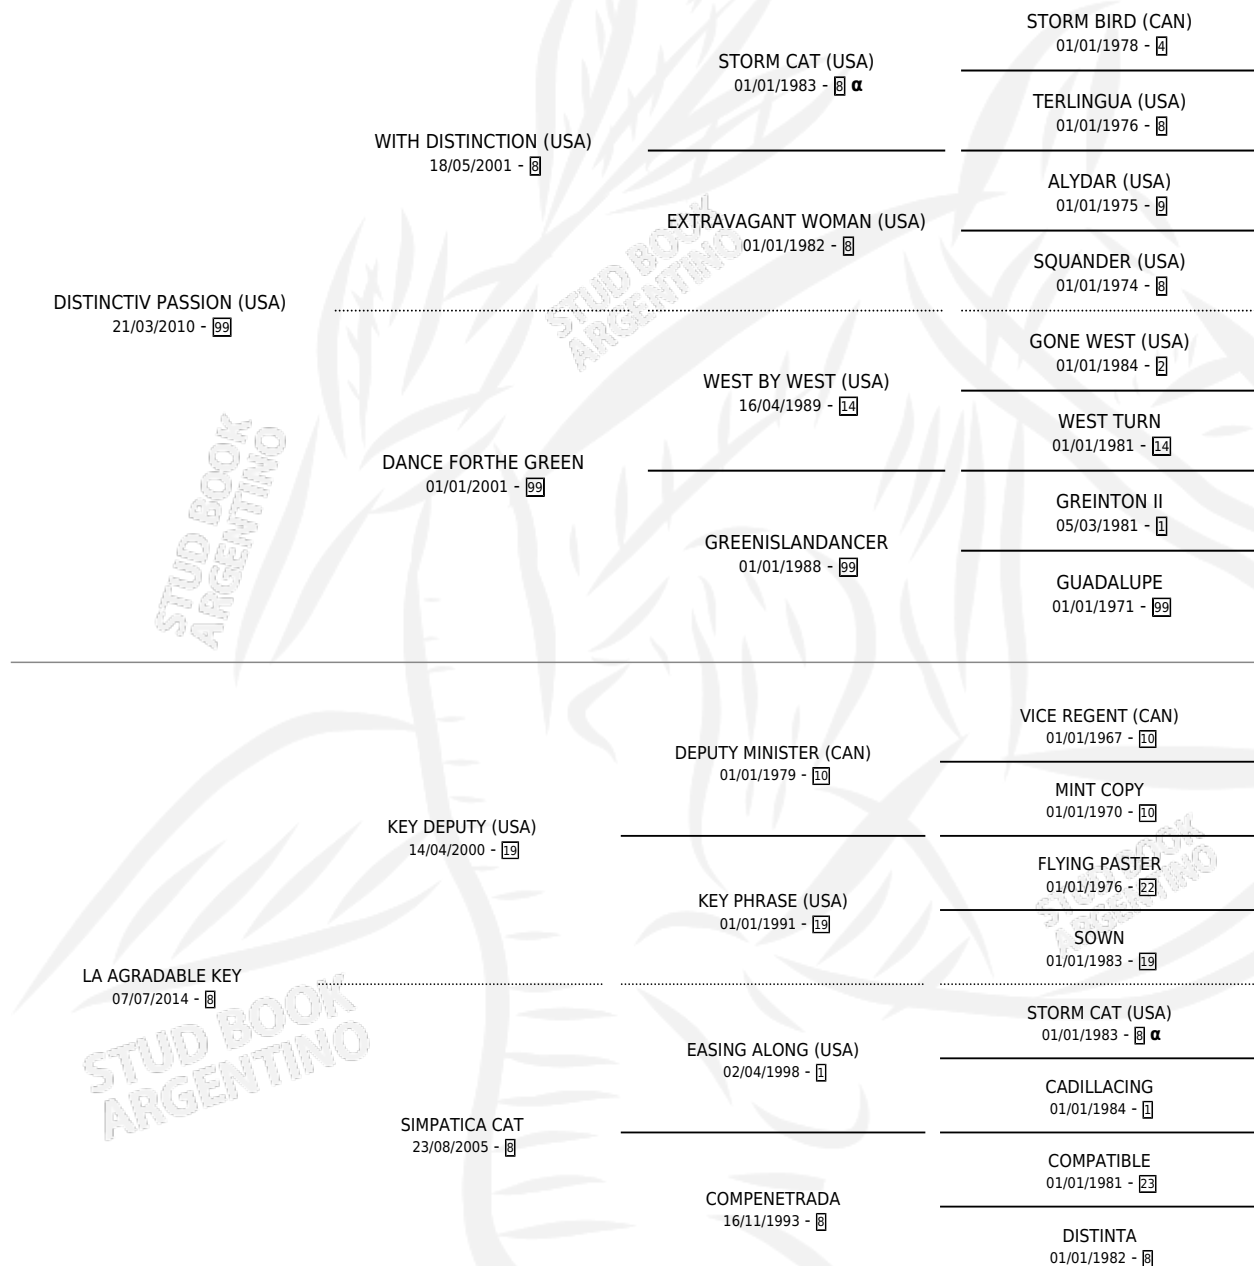 STORM BIRD (CAN)
01/01/1978 - 4
STORM CAT (USA)
01/01/1983 - 8 α
TERLINGUA (USA)
01/01/1976 - 8
WITH DISTINCTION (USA)
18/05/2001 - 8
ALYDAR (USA)
01/01/1975 - 9
EXTRAVAGANT WOMAN (USA)
01/01/1982 - 8
SQUANDER (USA)
01/01/1974 - 8
DISTINCTIV PASSION (USA)
21/03/2010 - 99
STUD BOOK
ARGENTINO
GONE WEST (USA)
01/01/1984 - 2
WEST BY WEST (USA)
16/04/1989 - 14
WEST TURN
01/01/1981 - 14
DANCE FORTHE GREEN
01/01/2001 - 99
STUD BOOK
ARGENTINO
GREINTON II
05/03/1981 - 1
GREENISLANDANCER
01/01/1988 - 99
GUADALUPE
01/01/1971 - 99
VICE REGENT (CAN)
01/01/1967 - 10
DEPUTY MINISTER (CAN)
01/01/1979 - 10
MINT COPY
01/01/1970 - 10
KEY DEPUTY (USA)
14/04/2000 - 19
FLYING PASTER
01/01/1976 - 22
STUD BOOK
ARGENTINO
KEY PHRASE (USA)
01/01/1991 - 19
SOWN
01/01/1983 - 19
LA AGRADABLE KEY
07/07/2014 - 8
STUD BOOK
ARGENTINO
STORM CAT (USA)
01/01/1983 - 8 α
EASING ALONG (USA)
02/04/1998 - 1
CADILLACING
01/01/1984 - 1
SIMPATICA CAT
23/08/2005 - 8
COMPATIBLE
01/01/1981 - 23
COMPENETRADA
16/11/1993 - 8
DISTINTA
01/01/1982 - 8